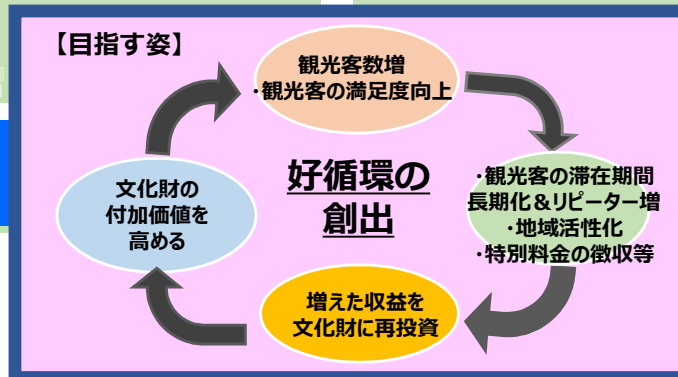 【目指す姿】
観光客数増
・観光客の満足度向上
好循環の
創出
・観光客の滞在期間
長期化＆リピーター増
・地域活性化
・特別料金の徴収等
増えた収益を
文化財に再投資
文化財の
付加価値を
高める